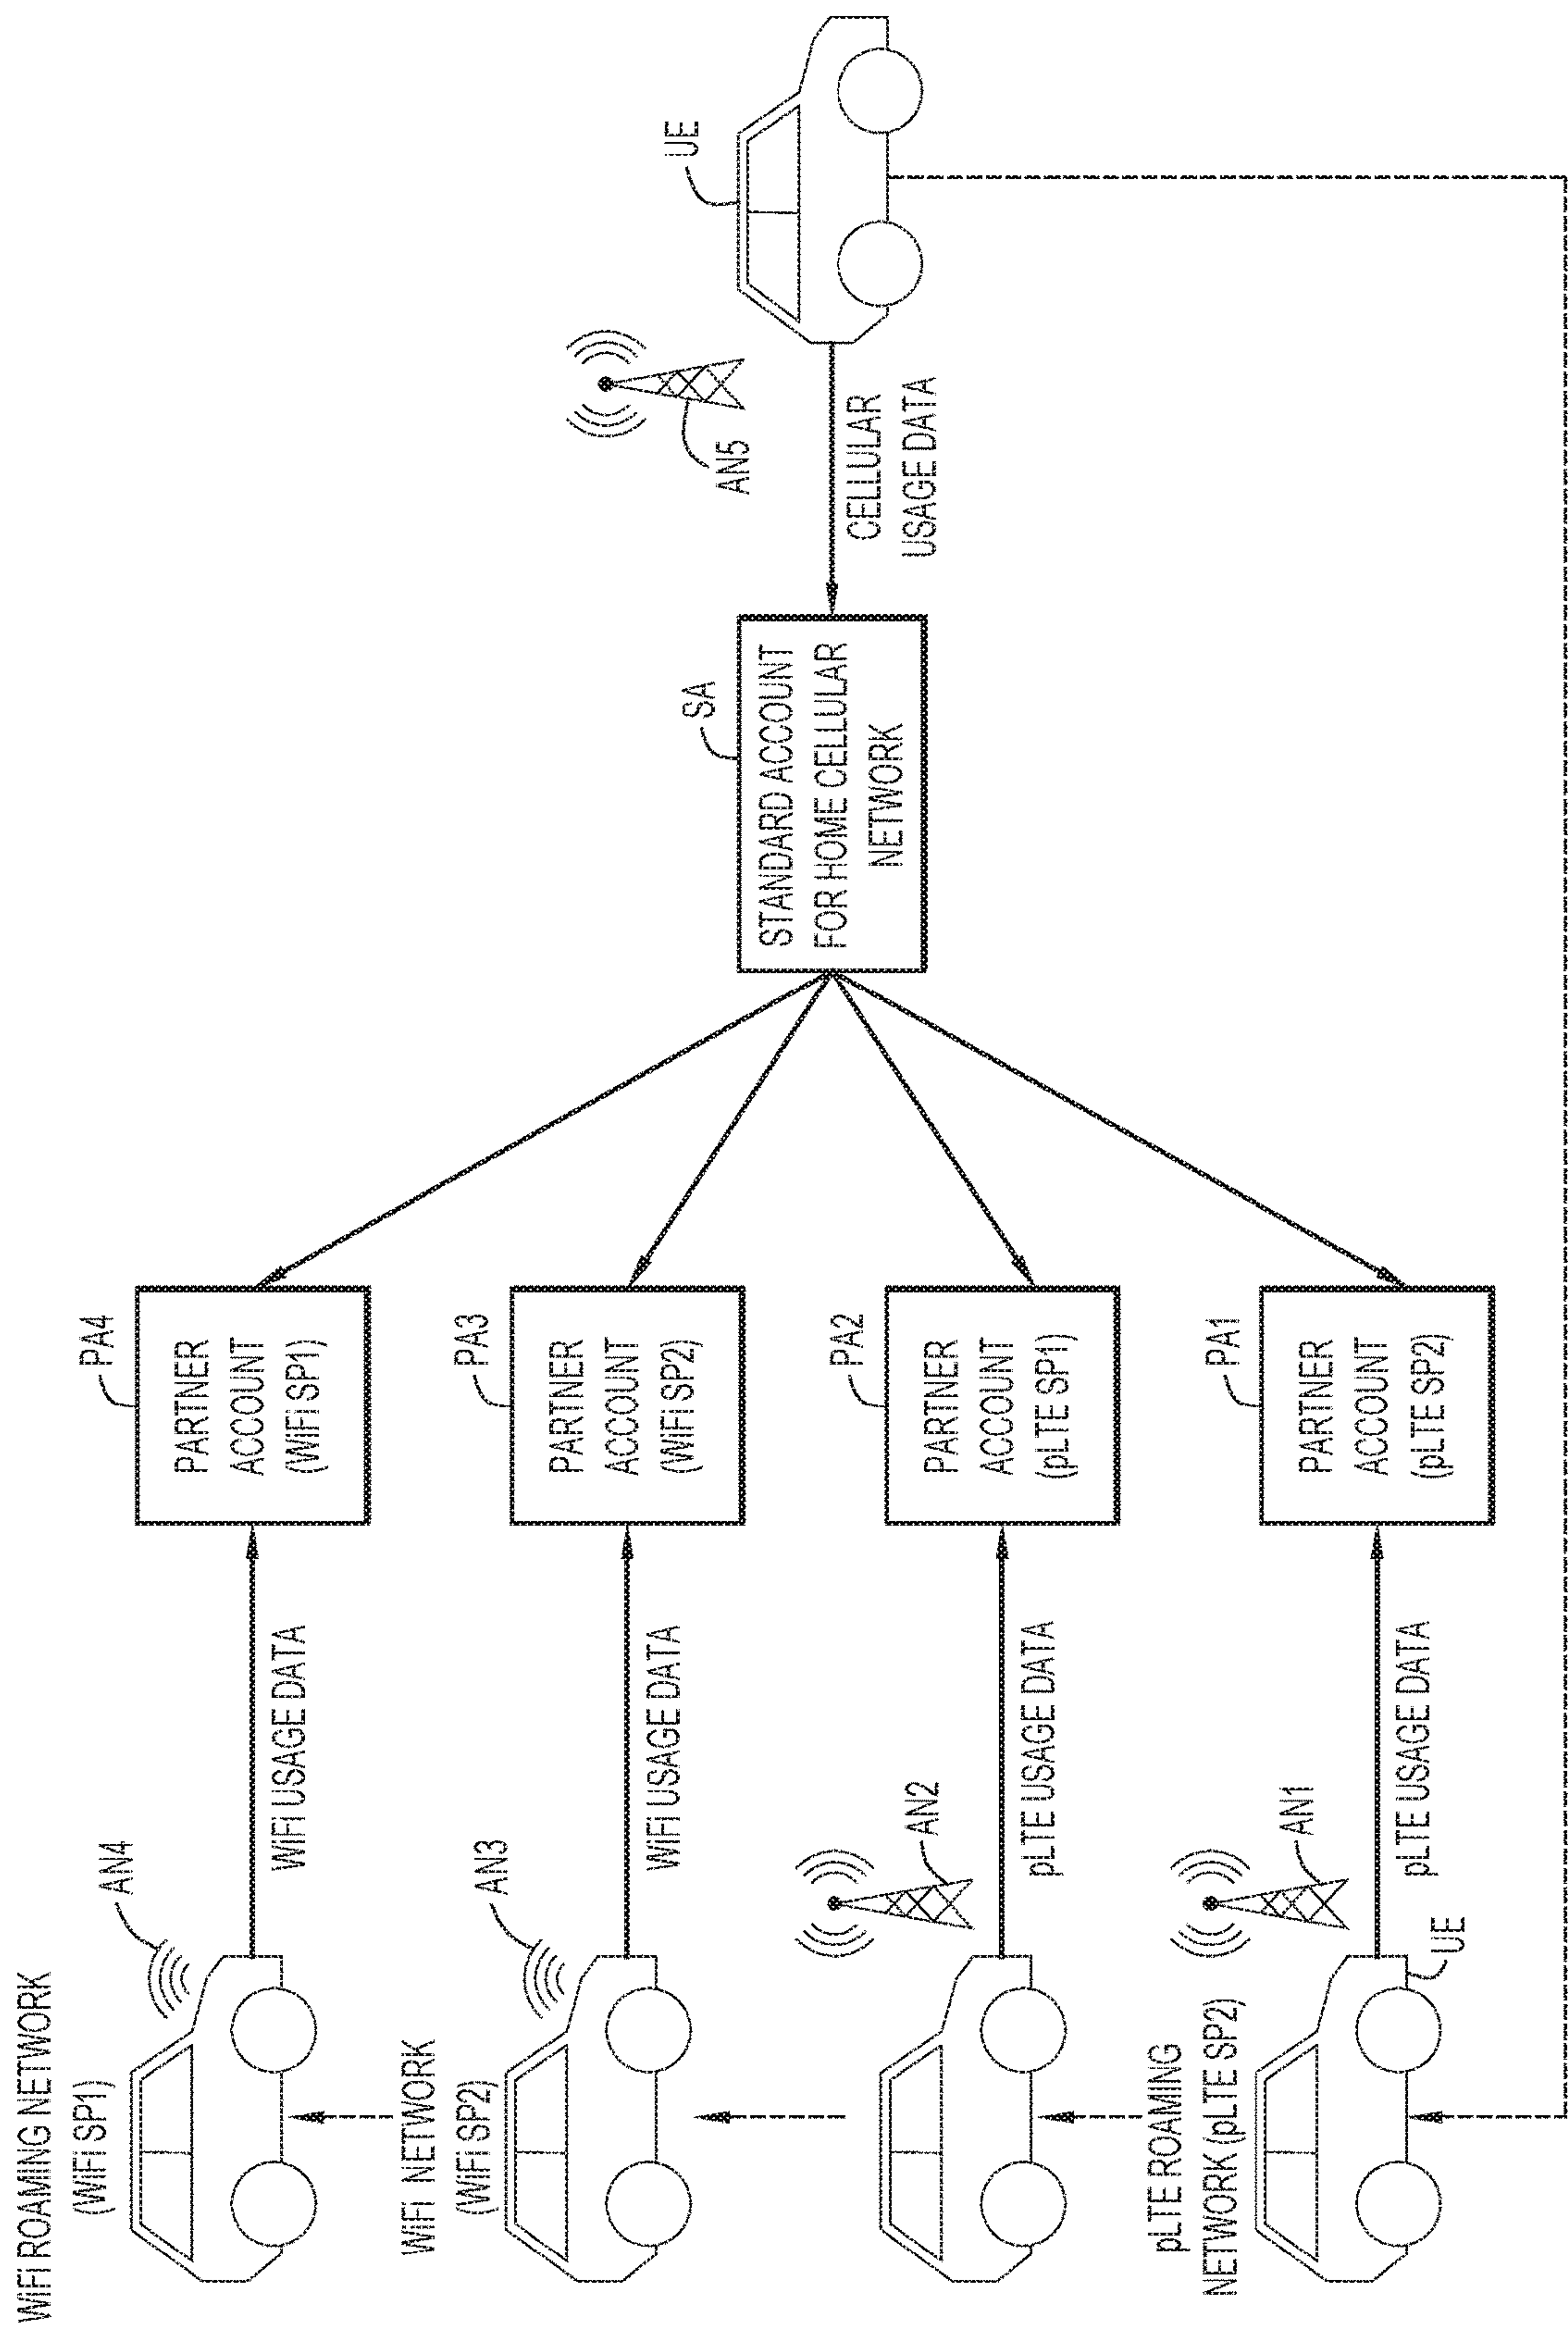 WiFi ROAMING NETWORK
(WiFi SP1)
AN4
WiFi USAGE DATA
PA4
PARTNER
ACCOUNT
(WiFi SP1)
WiFi NETWORK
(WiFi SP2)
AN3
WiFi USAGE DATA
PA3
PARTNER
ACCOUNT
(WiFi SP2)
AN2
pLTE USAGE DATA
PA2
PARTNER
ACCOUNT
(pLTE SP1)
pLTE ROAMING
NETWORK (pLTE SP2)
AN1
UE
pLTE USAGE DATA
PA1
PARTNER
ACCOUNT
(pLTE SP2)
SA
STANDARD ACCOUNT
FOR HOME CELLULAR
NETWORK
AN5
CELLULAR
USAGE DATA
UE